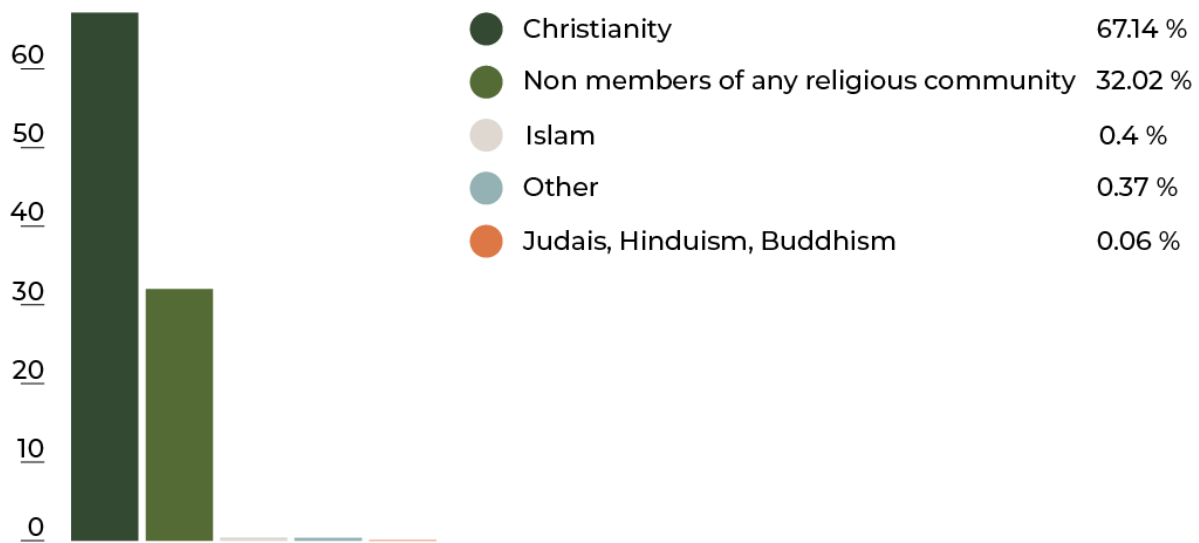 60
50
40
30
20
10
0
Christianity 67.14 %
Non members of any religious community 32.02 %
Islam 0.4 %
Other 0.37 %
Judais, Hinduism, Buddhism 0.06 %